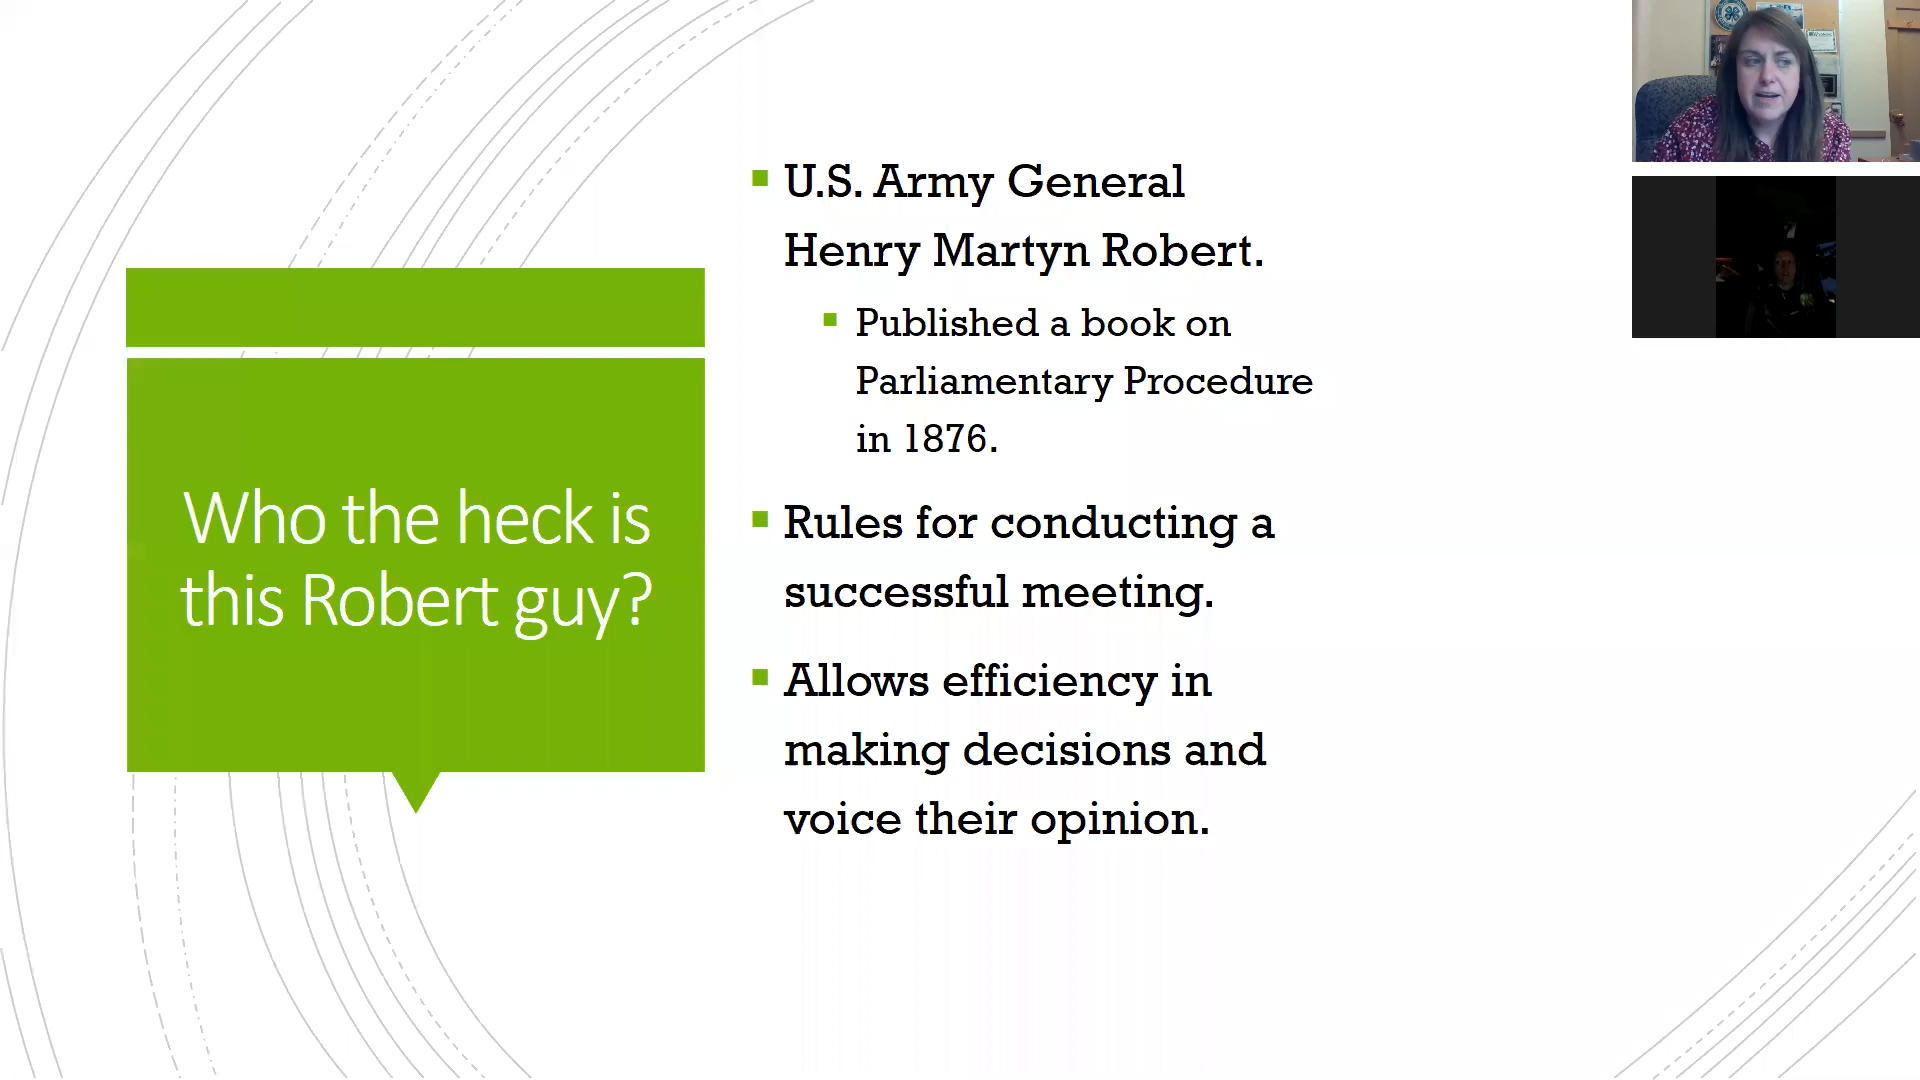 Who the heck is
this Robert guy?
U.S. Army General
Henry Martyn Robert.
Published a book on
Parliamentary Procedure
in 1876.
Rules for conducting a
successful meeting.
Allows efficiency in
making decisions and
voice their opinion.